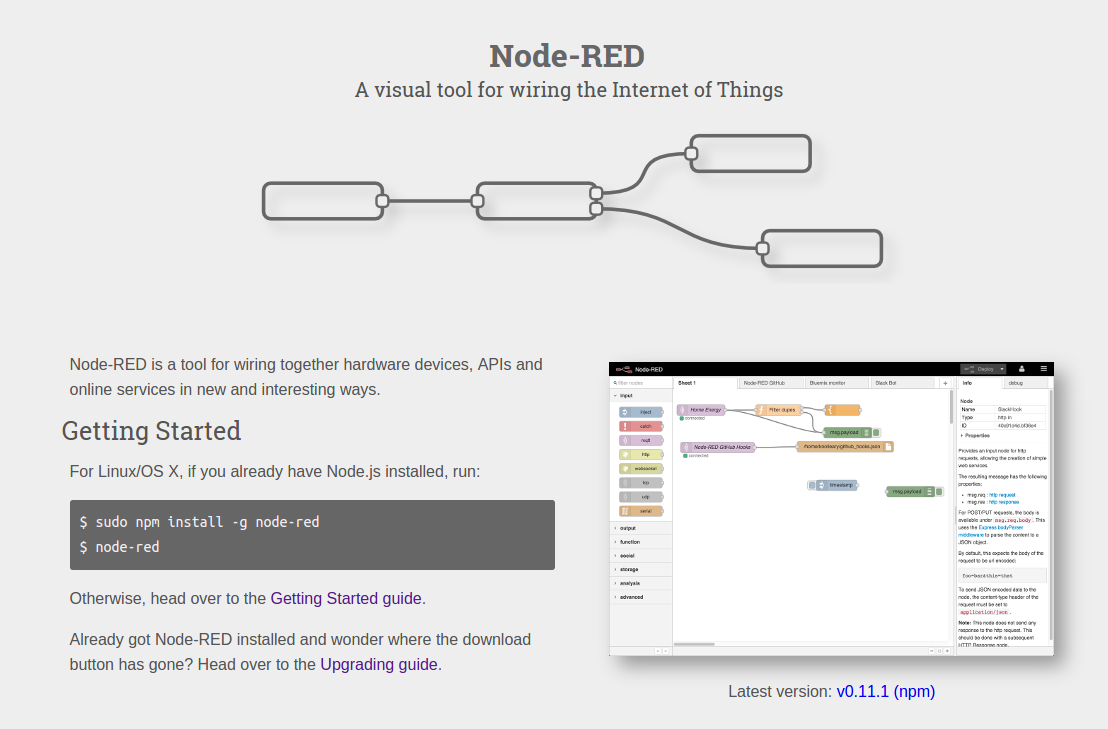 Node-RED
A visual tool for wiring the Internet of Things
Node-RED is a tool for wiring together hardware devices, APIs and
online services in new and interesting ways.
Getting Started
For Linux/OS X, if you already have Node.js installed, run:
$ sudo npm install -g node-red
$ node-red
Otherwise, head over to the Getting Started guide.
Already got Node-RED installed and wonder where the download
button has gone? Head over to the Upgrading guide.
Node-RED
Deploy
filter nodes
input
inject
catch
mqtt
http
websocket
tcp
udp
serial
output
function
social
storage
analysis
advanced
Sheet 1
Node-RED GitHub
Bluemix monitor
Slack Bot
+
Home Energy
connected
Filter dupes
f
msg.payload
Node-RED GitHub Hooks
connected
timestamp
msg.payload
info
debug
Node
Name SlackHook
Type http in
ID
Properties
Provides an input node for http
requests, allowing the creation of simple
web services.
The resulting message has the following
properties:
msg.req : http request
msg.res : http response
For POST/PUT requests, the body is
available under msg.req.body. This
uses the Express bodyParser
middleware to parse the content to a
JSON object.
By default, this expects the body of the
request to be url encoded:
foo=bar&this=that
To send JSON encoded data to the
node, the content-type header of the
request must be set to
application/json.
Note: This node does not send any
response to the http request. This
should be done with a subsequent
HTTP Response node.
Latest version: v0.11.1 (npm)